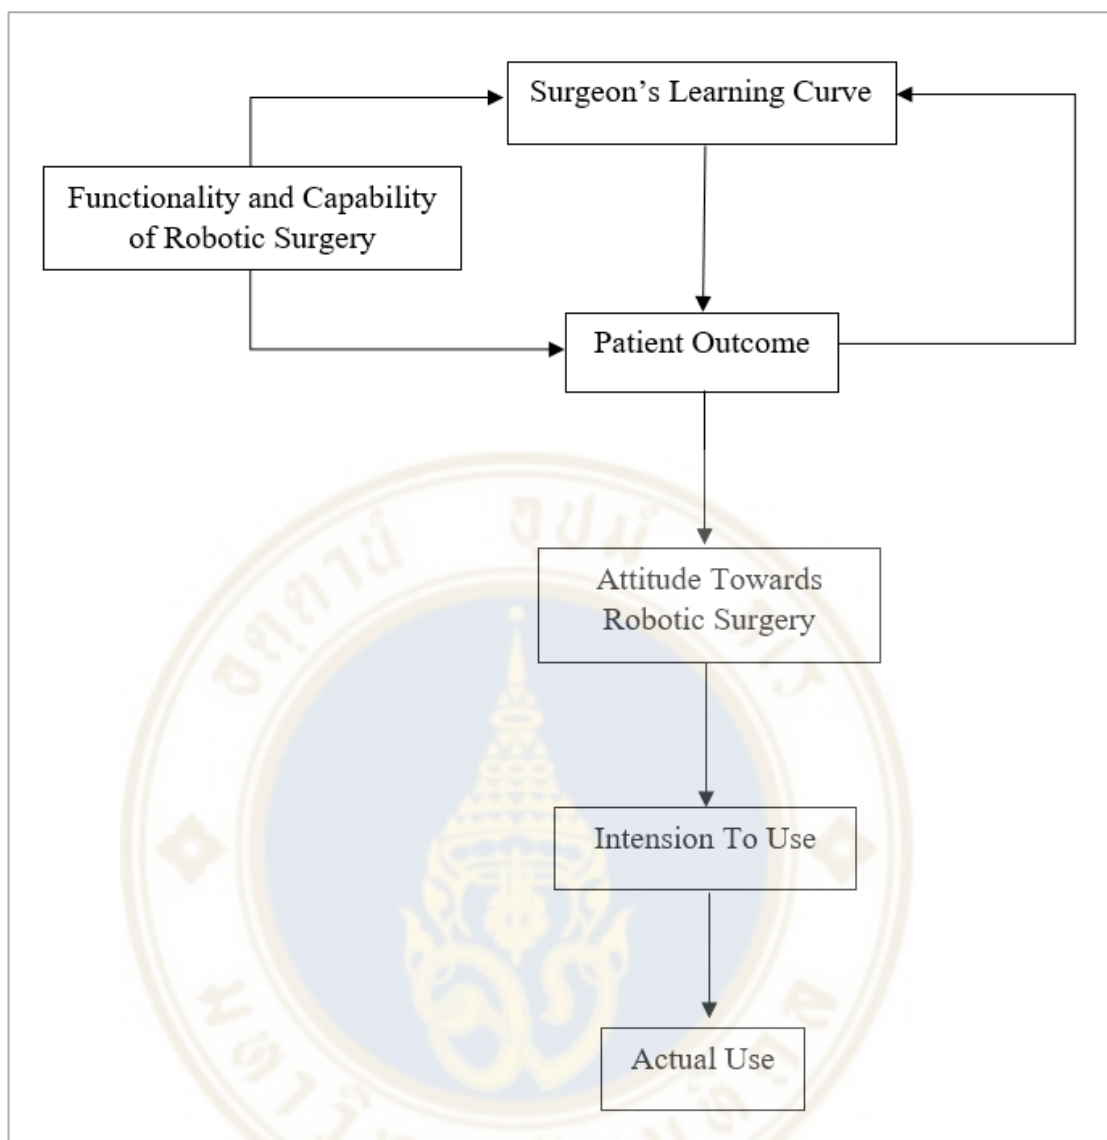 Surgeon’s Learning Curve
Functionality and Capability
of Robotic Surgery
Patient Outcome
Attitude Towards
Robotic Surgery
Intension To Use
Actual Use